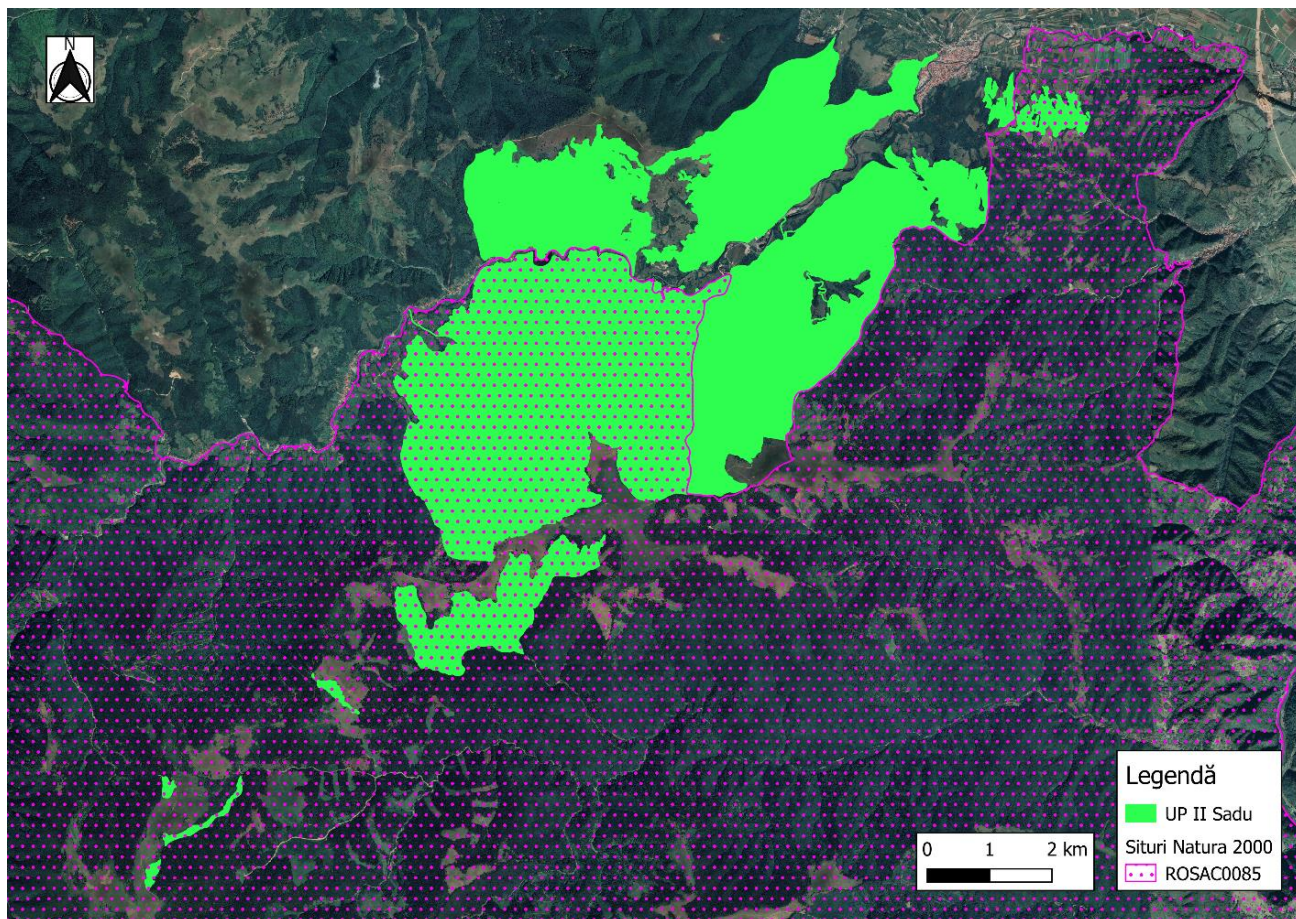 N
Legendă
UP II Sadu
Situri Natura 2000
ROSAC0085
0 1 2 km